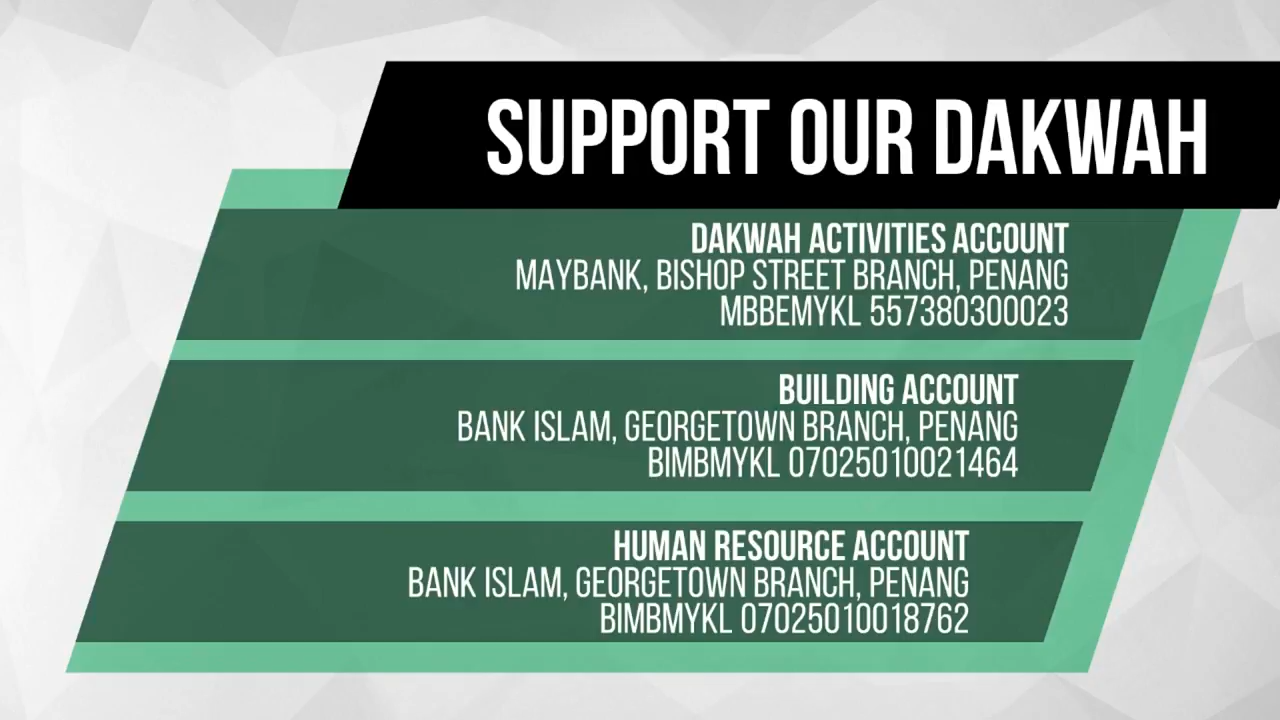 SUPPORT OUR DAKWAH
DAKWAH ACTIVITIES ACCOUNT
MAYBANK, BISHOP STREET BRANCH, PENANG
MBBEMYKL 557380300023
BUILDING ACCOUNT
BANK ISLAM, GEORGETOWN BRANCH, PENANG
BIMBMYKL 07025010021464
HUMAN RESOURCE ACCOUNT
BANK ISLAM, GEORGETOWN BRANCH, PENANG
BIMBMYKL 07025010018762